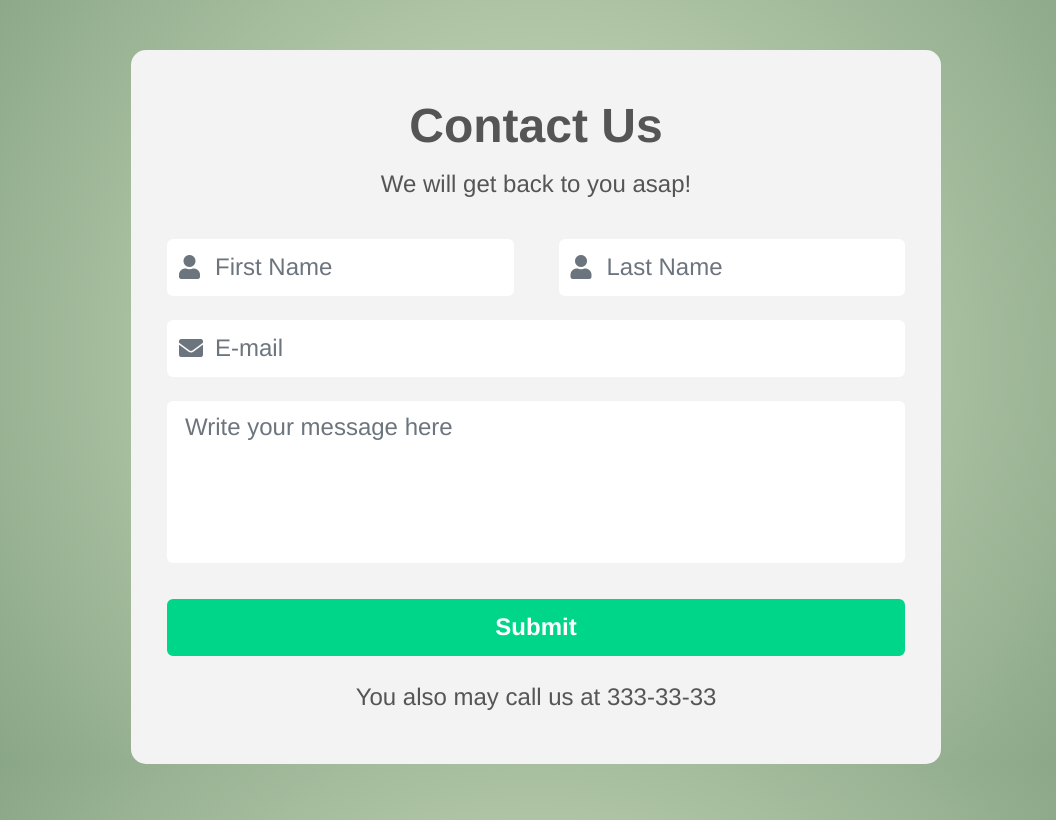 Contact Us
We will get back to you asap!
First Name
Last Name
E-mail
Write your message here
Submit
You also may call us at 333-33-33